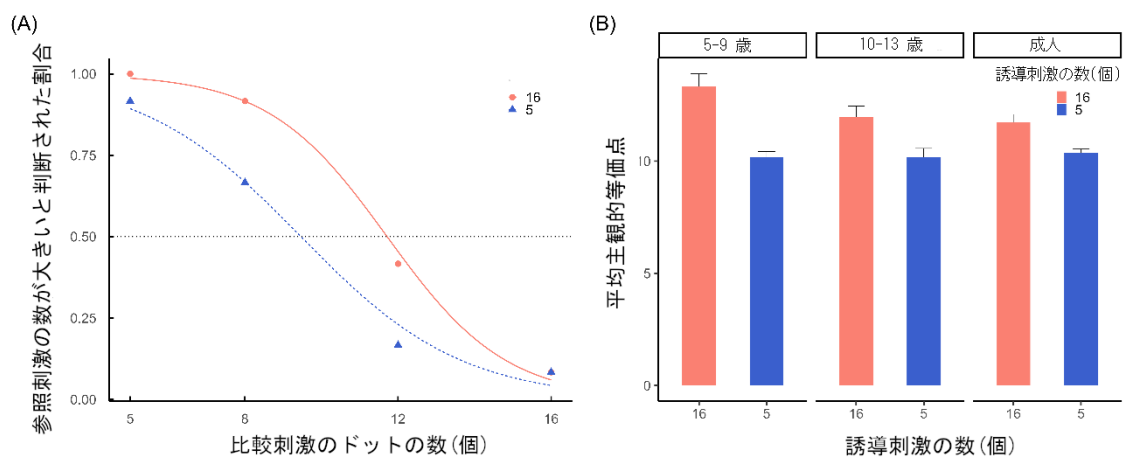 (A)
参照刺激の数が大きいと判断された割合
1.00
0.75
0.50
0.25
0.00
16
5
5
8
12
16
比較刺激のドットの数(個)
(B)
5-9 歳
10-13 歳
成人
誘導刺激の数(個)
16
5
平均主観的等価点
10
5
0
16
5
16
5
16
5
誘導刺激の数(個)